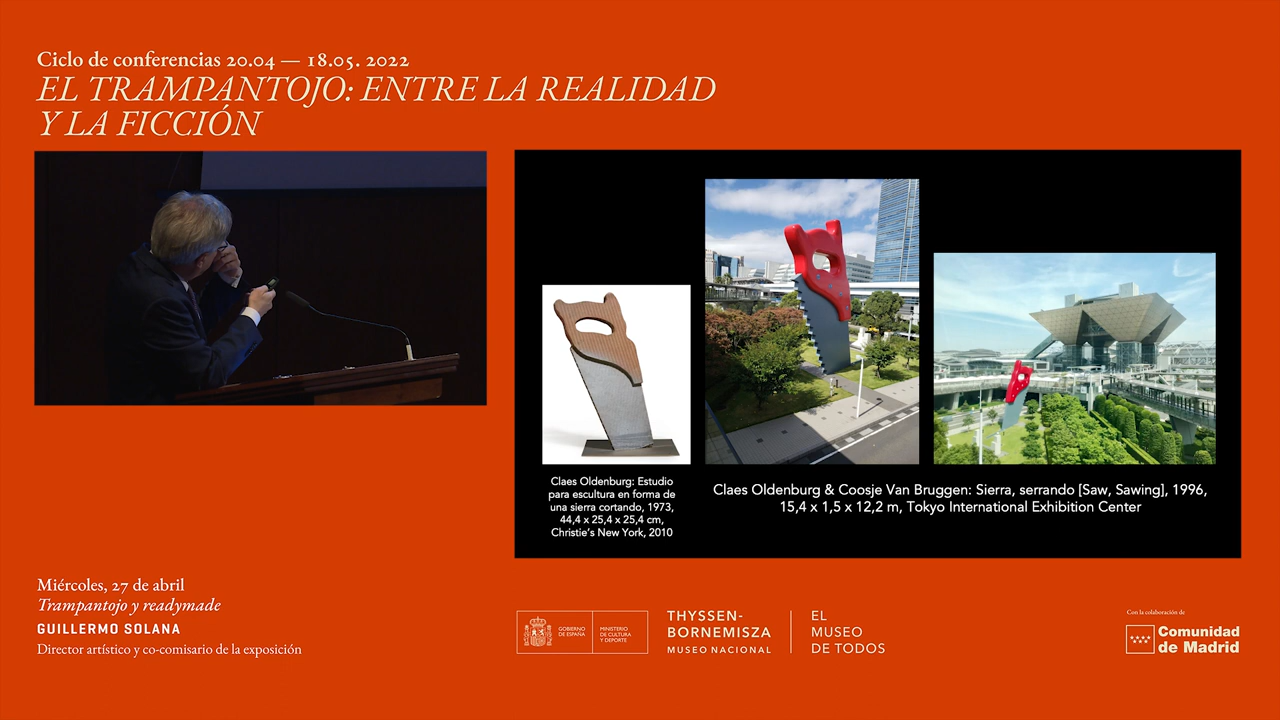 Ciclo de conferencias 20.04 — 18.05. 2022
EL TRAMPANTOJO: ENTRE LA REALIDAD
Y LA FICCIÓN
Claes Oldenburg: Estudio
para escultura en forma de
una sierra cortando, 1973,
44,4 x 25,4 x 25,4 cm,
Christie's New York, 2010
Claes Oldenburg & Coosje Van Bruggen: Sierra, serrando [Saw, Sawing], 1996,
15,4 x 1,5 x 12,2 m, Tokyo International Exhibition Center
Miércoles, 27 de abril
Trampantojo y readymade
GUILLERMO SOLANA
Director artístico y co-comisario de la exposición
GOBIERNO
DE ESPAÑA
MINISTERIO
DE CULTURA
Y DEPORTE
THYSSEN-
BORNEMISZA
MUSEO NACIONAL
EL
MUSEO
DE TODOS
Con la colaboración de
Comunidad
de Madrid